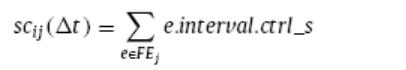 sc_{ij}(Δt) = ∑_{e∈FE_j} e.interval.ctrl_s